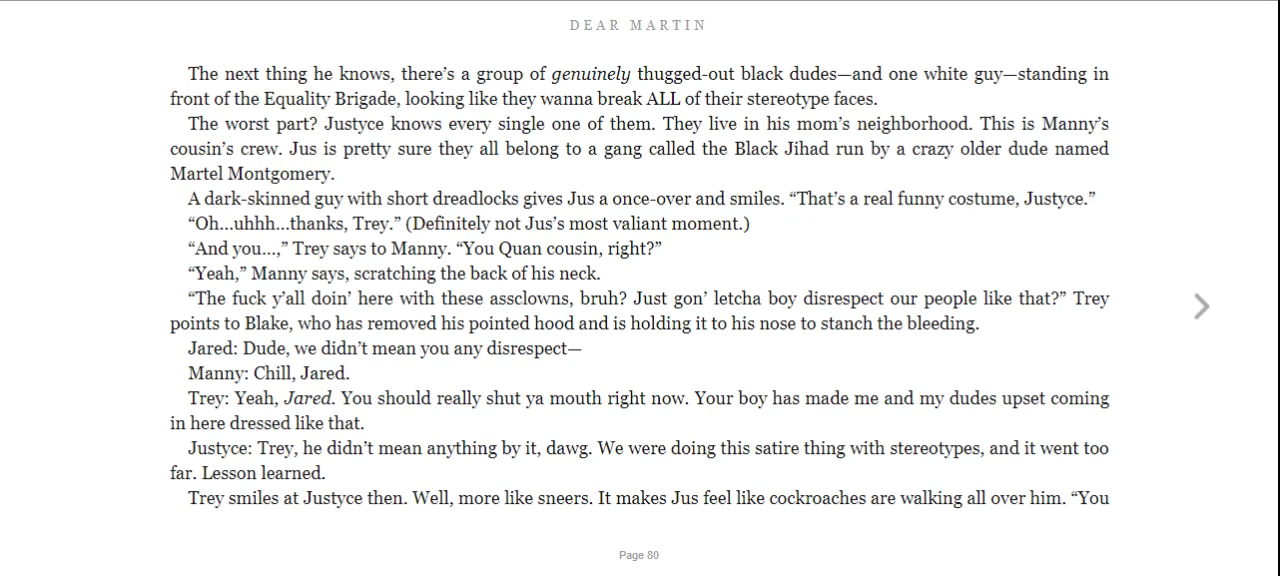 DEAR MARTIN
The next thing he knows, there's a group of genuinely thugged-out black dudes—and one white guy—standing in
front of the Equality Brigade, looking like they wanna break ALL of their stereotype faces.
The worst part? Justyce knows every single one of them. They live in his mom's neighborhood. This is Manny's
cousin's crew. Jus is pretty sure they all belong to a gang called the Black Jihad run by a crazy older dude named
Martel Montgomery.
A dark-skinned guy with short dreadlocks gives Jus a once-over and smiles. “That's a real funny costume, Justyce.”
“Oh...uhhh...thanks, Trey.” (Definitely not Jus's most valiant moment.)
“And you...,” Trey says to Manny. “You Quan cousin, right?”
“Yeah,” Manny says, scratching the back of his neck.
“The fuck y'all doin' here with these assclowns, bruh? Just gon' letcha boy disrespect our people like that?” Trey
points to Blake, who has removed his pointed hood and is holding it to his nose to stanch the bleeding.
Jared: Dude, we didn't mean you any disrespect—
Manny: Chill, Jared.
Trey: Yeah, Jared. You should really shut ya mouth right now. Your boy has made me and my dudes upset coming
in here dressed like that.
Justyce: Trey, he didn't mean anything by it, dawg. We were doing this satire thing with stereotypes, and it went too
far. Lesson learned.
Trey smiles at Justyce then. Well, more like sneers. It makes Jus feel like cockroaches are walking all over him. “You
Page 80